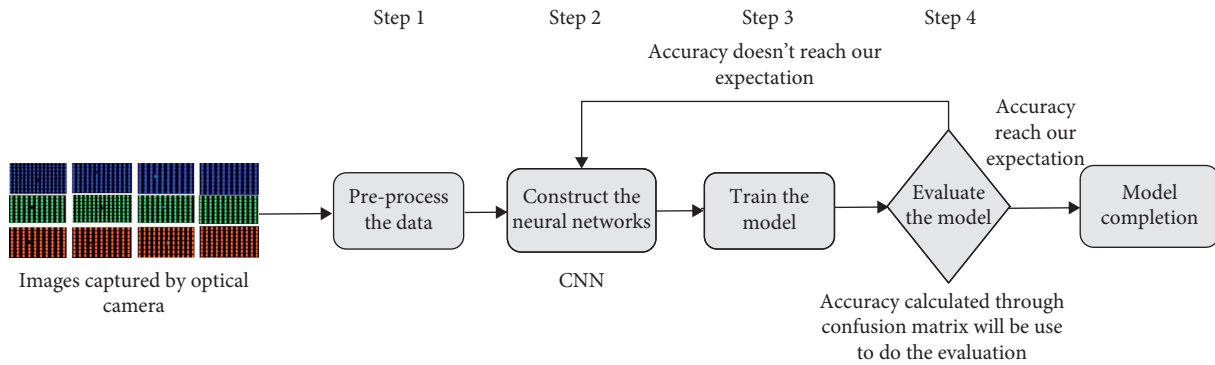 Step 1
Step 2
Step 3
Step 4
Accuracy doesn't reach our
expectation
Accuracy
reach our
expectation
Images captured by optical
camera
Pre-process
the data
Construct the
neural networks
CNN
Train the
model
Evaluate
the model
Accuracy calculated through
confusion matrix will be use
to do the evaluation
Model
completion